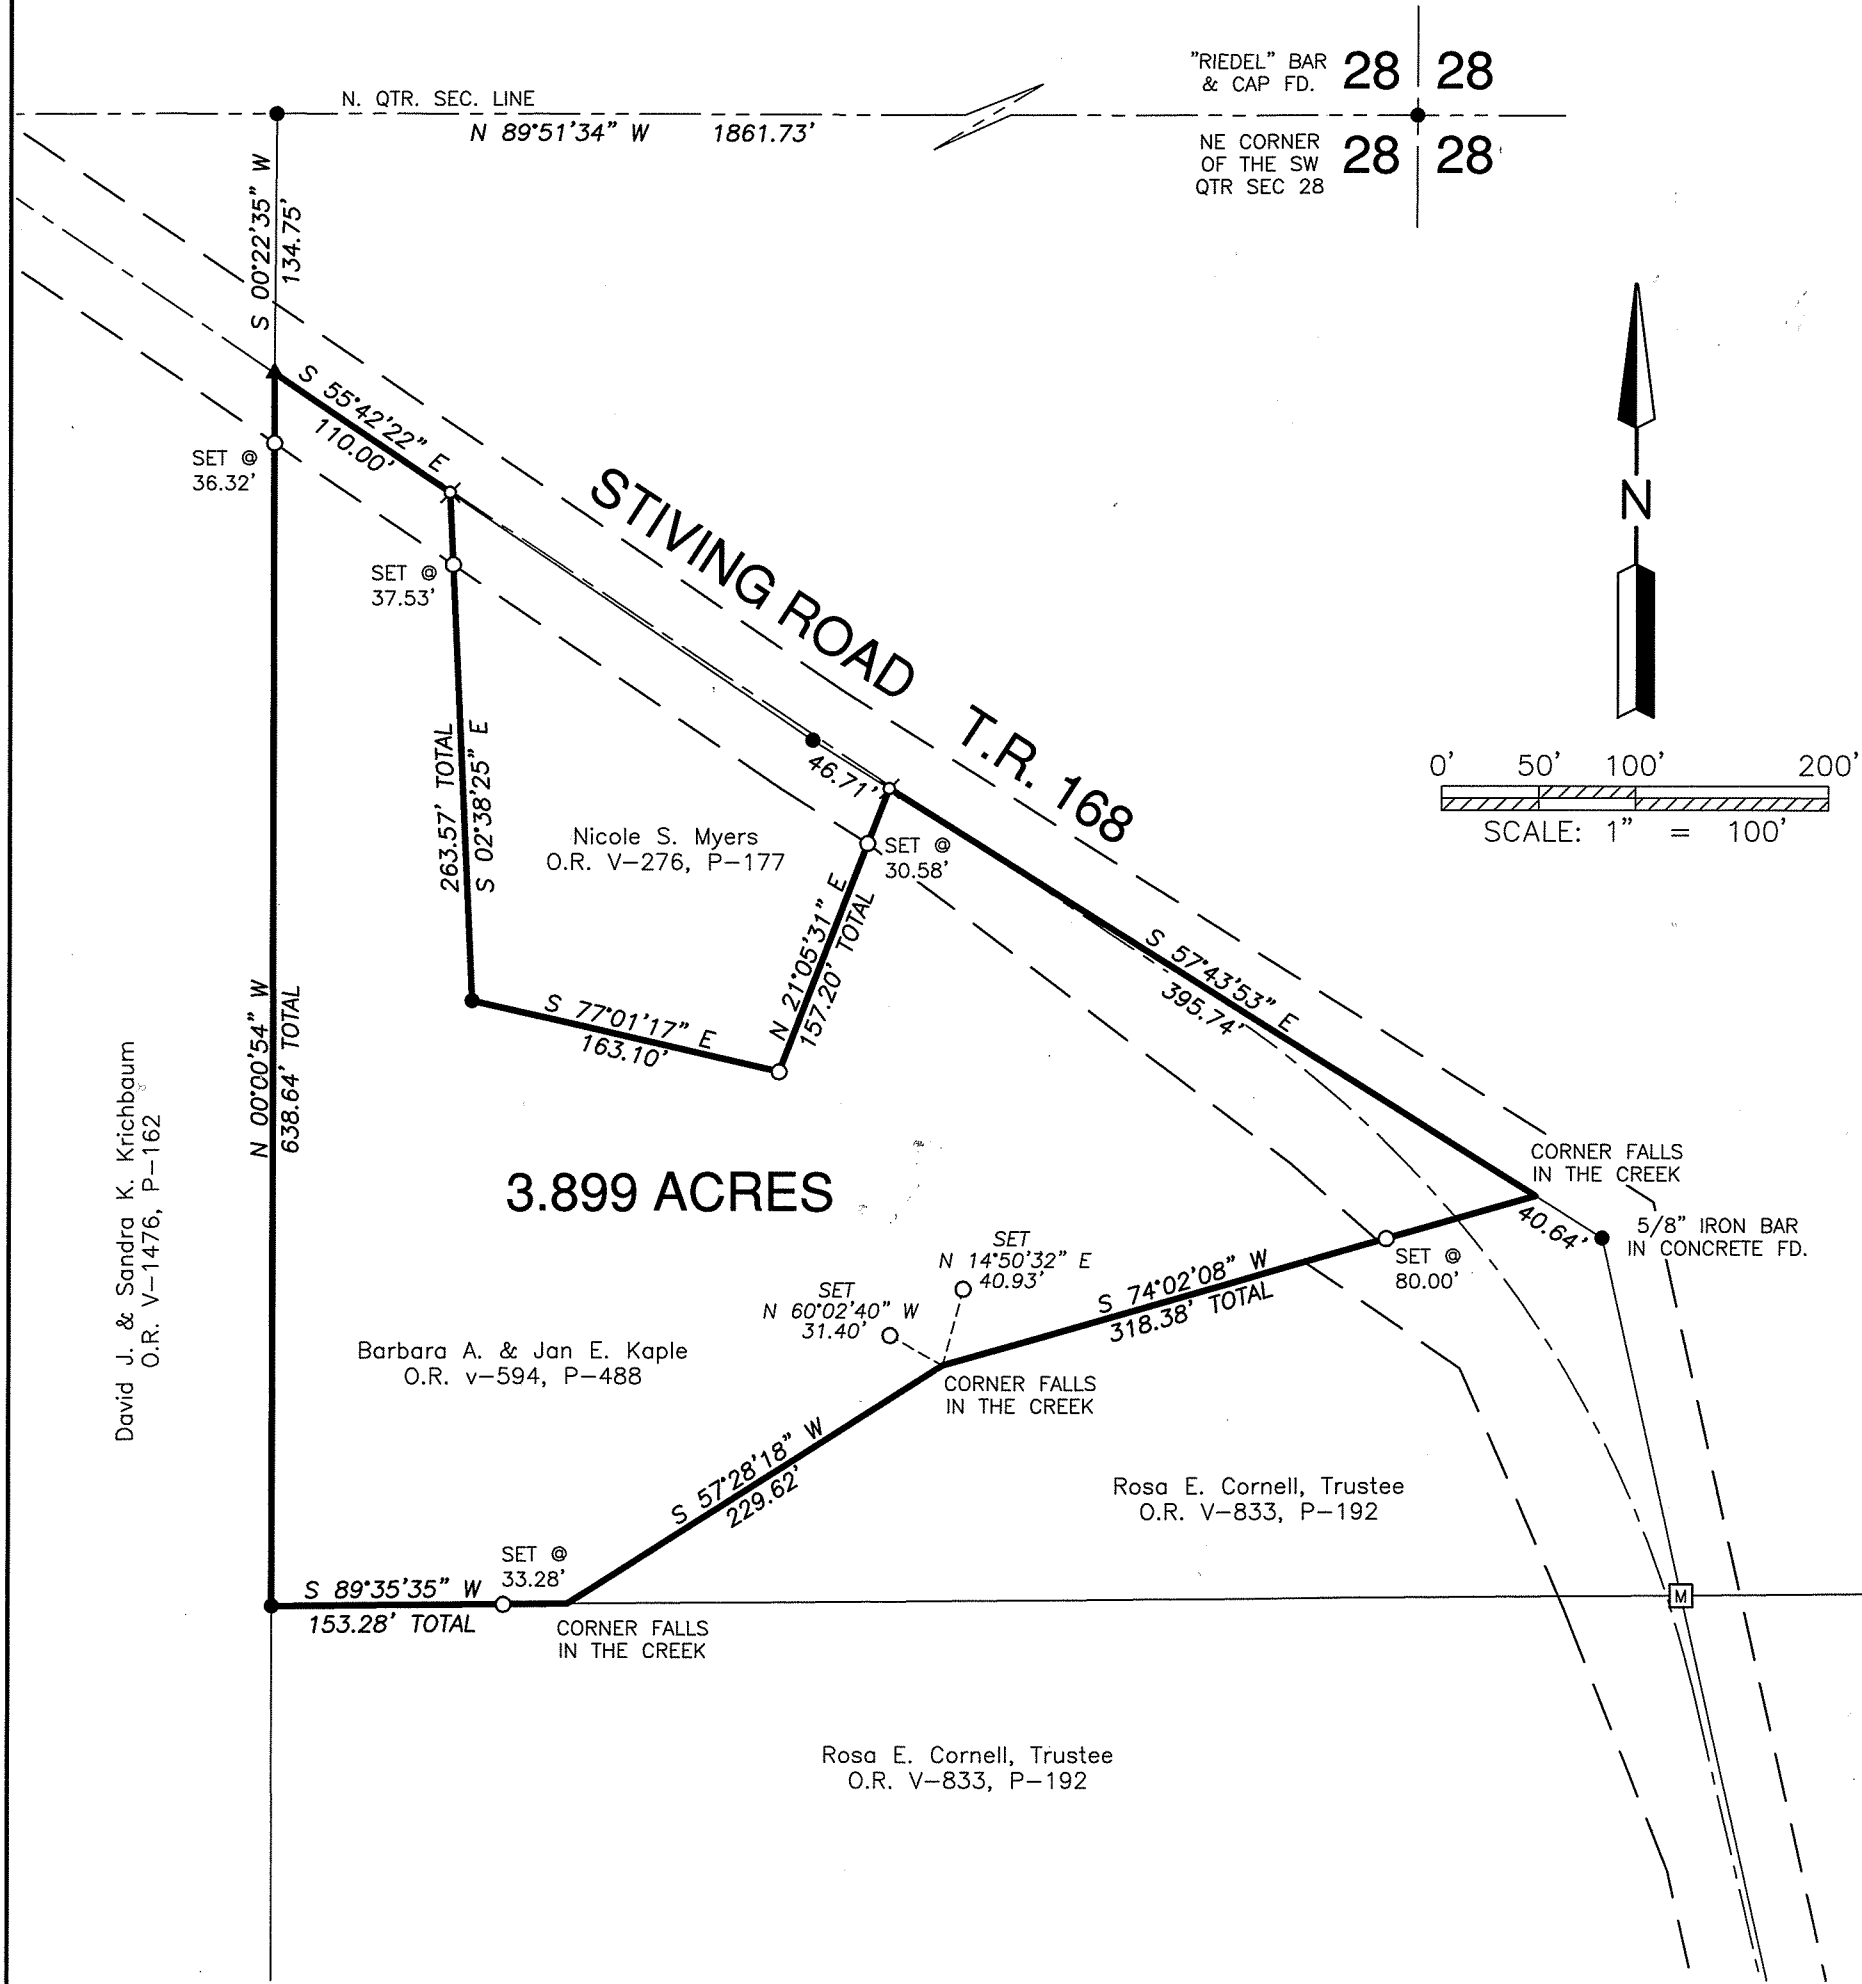 "RIEDEL" BAR
& CAP FD.
28
28
N. QTR. SEC. LINE
N 89°51'34" W 1861.73'
NE CORNER
OF THE SW
QTR SEC 28
28
28
S 00°22'35" W
134.75'
S 55°42'22" E
110.00'
SET @
36.32'
SET @
37.53'
STIVING ROAD T.R. 168
N
0' 50' 100' 200'
SCALE: 1" = 100'
46.71'
263.57' TOTAL
S 02°38'25" E
Nicole S. Myers
O.R. V-276, P-177
SET @
30.58'
N 21°05'31" E
157.20' TOTAL
S 57°43'53" E
395.74'
S 77°01'17" E
163.10'
N 00°00'54" W
638.64' TOTAL
David J. & Sandra K. Krichbaum
O.R. V-1476, P-162
3.899 ACRES
CORNER FALLS
IN THE CREEK
40.64'
5/8" IRON BAR
IN CONCRETE FD.
SET @
80.00'
SET
N 14°50'32" E
40.93'
SET
N 60°02'40" W
31.40'
S 74°02'08" W
318.38' TOTAL
Barbara A. & Jan E. Kaple
O.R. v-594, P-488
CORNER FALLS
IN THE CREEK
S 57°28'18" W
229.62'
Rosa E. Cornell, Trustee
O.R. V-833, P-192
SET @
33.28'
S 89°35'35" W
153.28' TOTAL
M
CORNER FALLS
IN THE CREEK
Rosa E. Cornell, Trustee
O.R. V-833, P-192